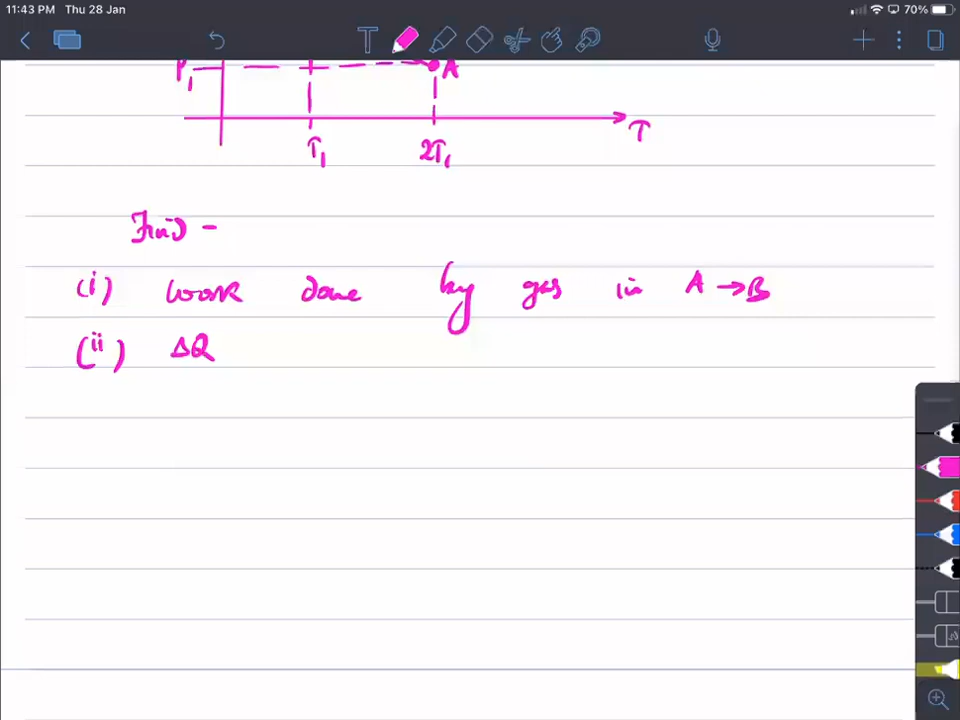 11:43 PM Thu 28 Jan 70%
T
P1 A
T
T1 2T1
Find -
(i) work done by gas in A → B
(ii) ΔQ